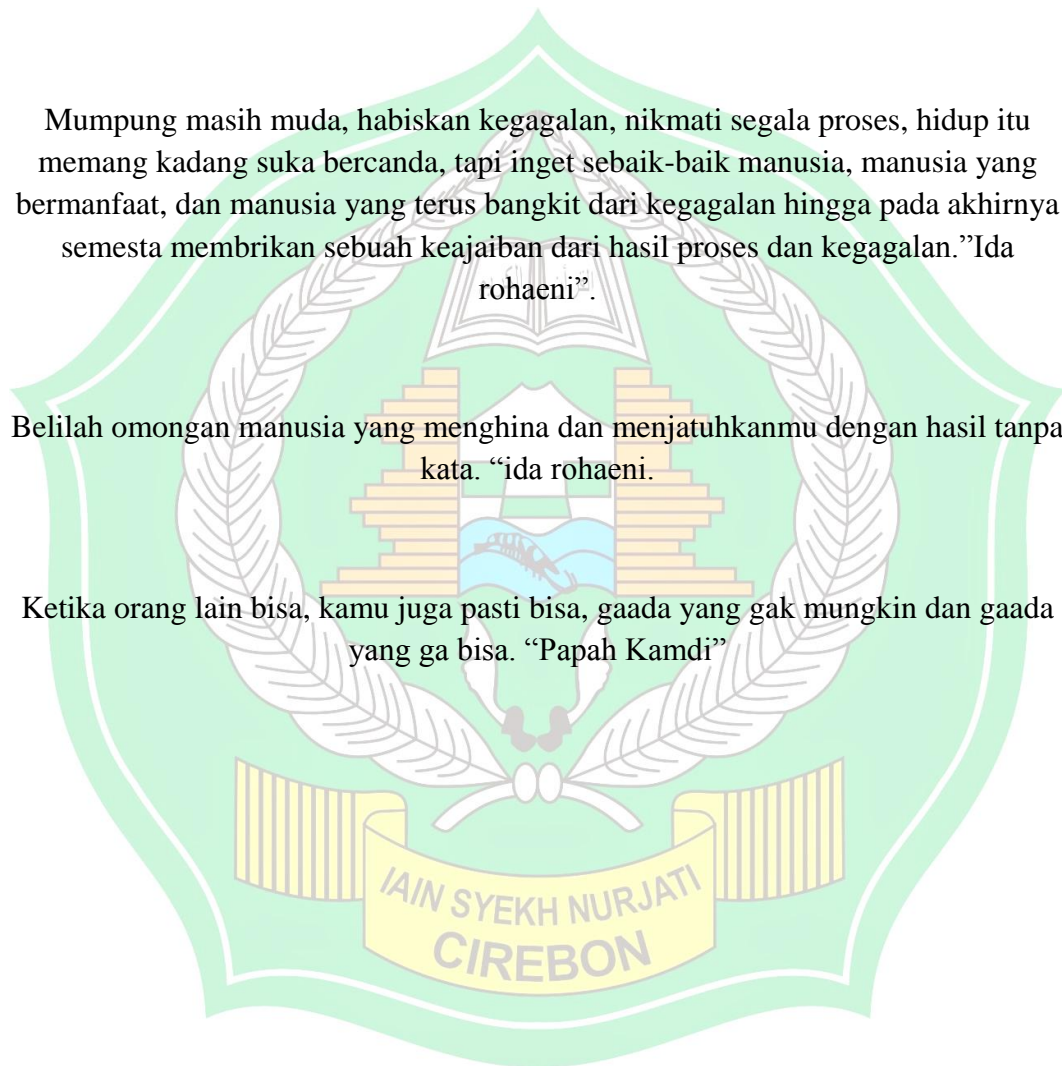 Mumpung masih muda, habiskan kegagalan, nikmati segala proses, hidup itu
memang kadang suka bercanda, tapi inget sebaik-baik manusia, manusia yang
bermanfaat, dan manusia yang terus bangkit dari kegagalan hingga pada akhirnya
semesta membrikan sebuah keajaiban dari hasil proses dan kegagalan.”Ida
rohaeni”.
Belilah omongan manusia yang menghina dan menjatuhkanmu dengan hasil tanpa
kata. “ida rohaeni.
Ketika orang lain bisa, kamu juga pasti bisa, gaada yang gak mungkin dan gaada
yang ga bisa. “Papah Kamdi”
IAIN SYEKH NURJATI
CIREBON